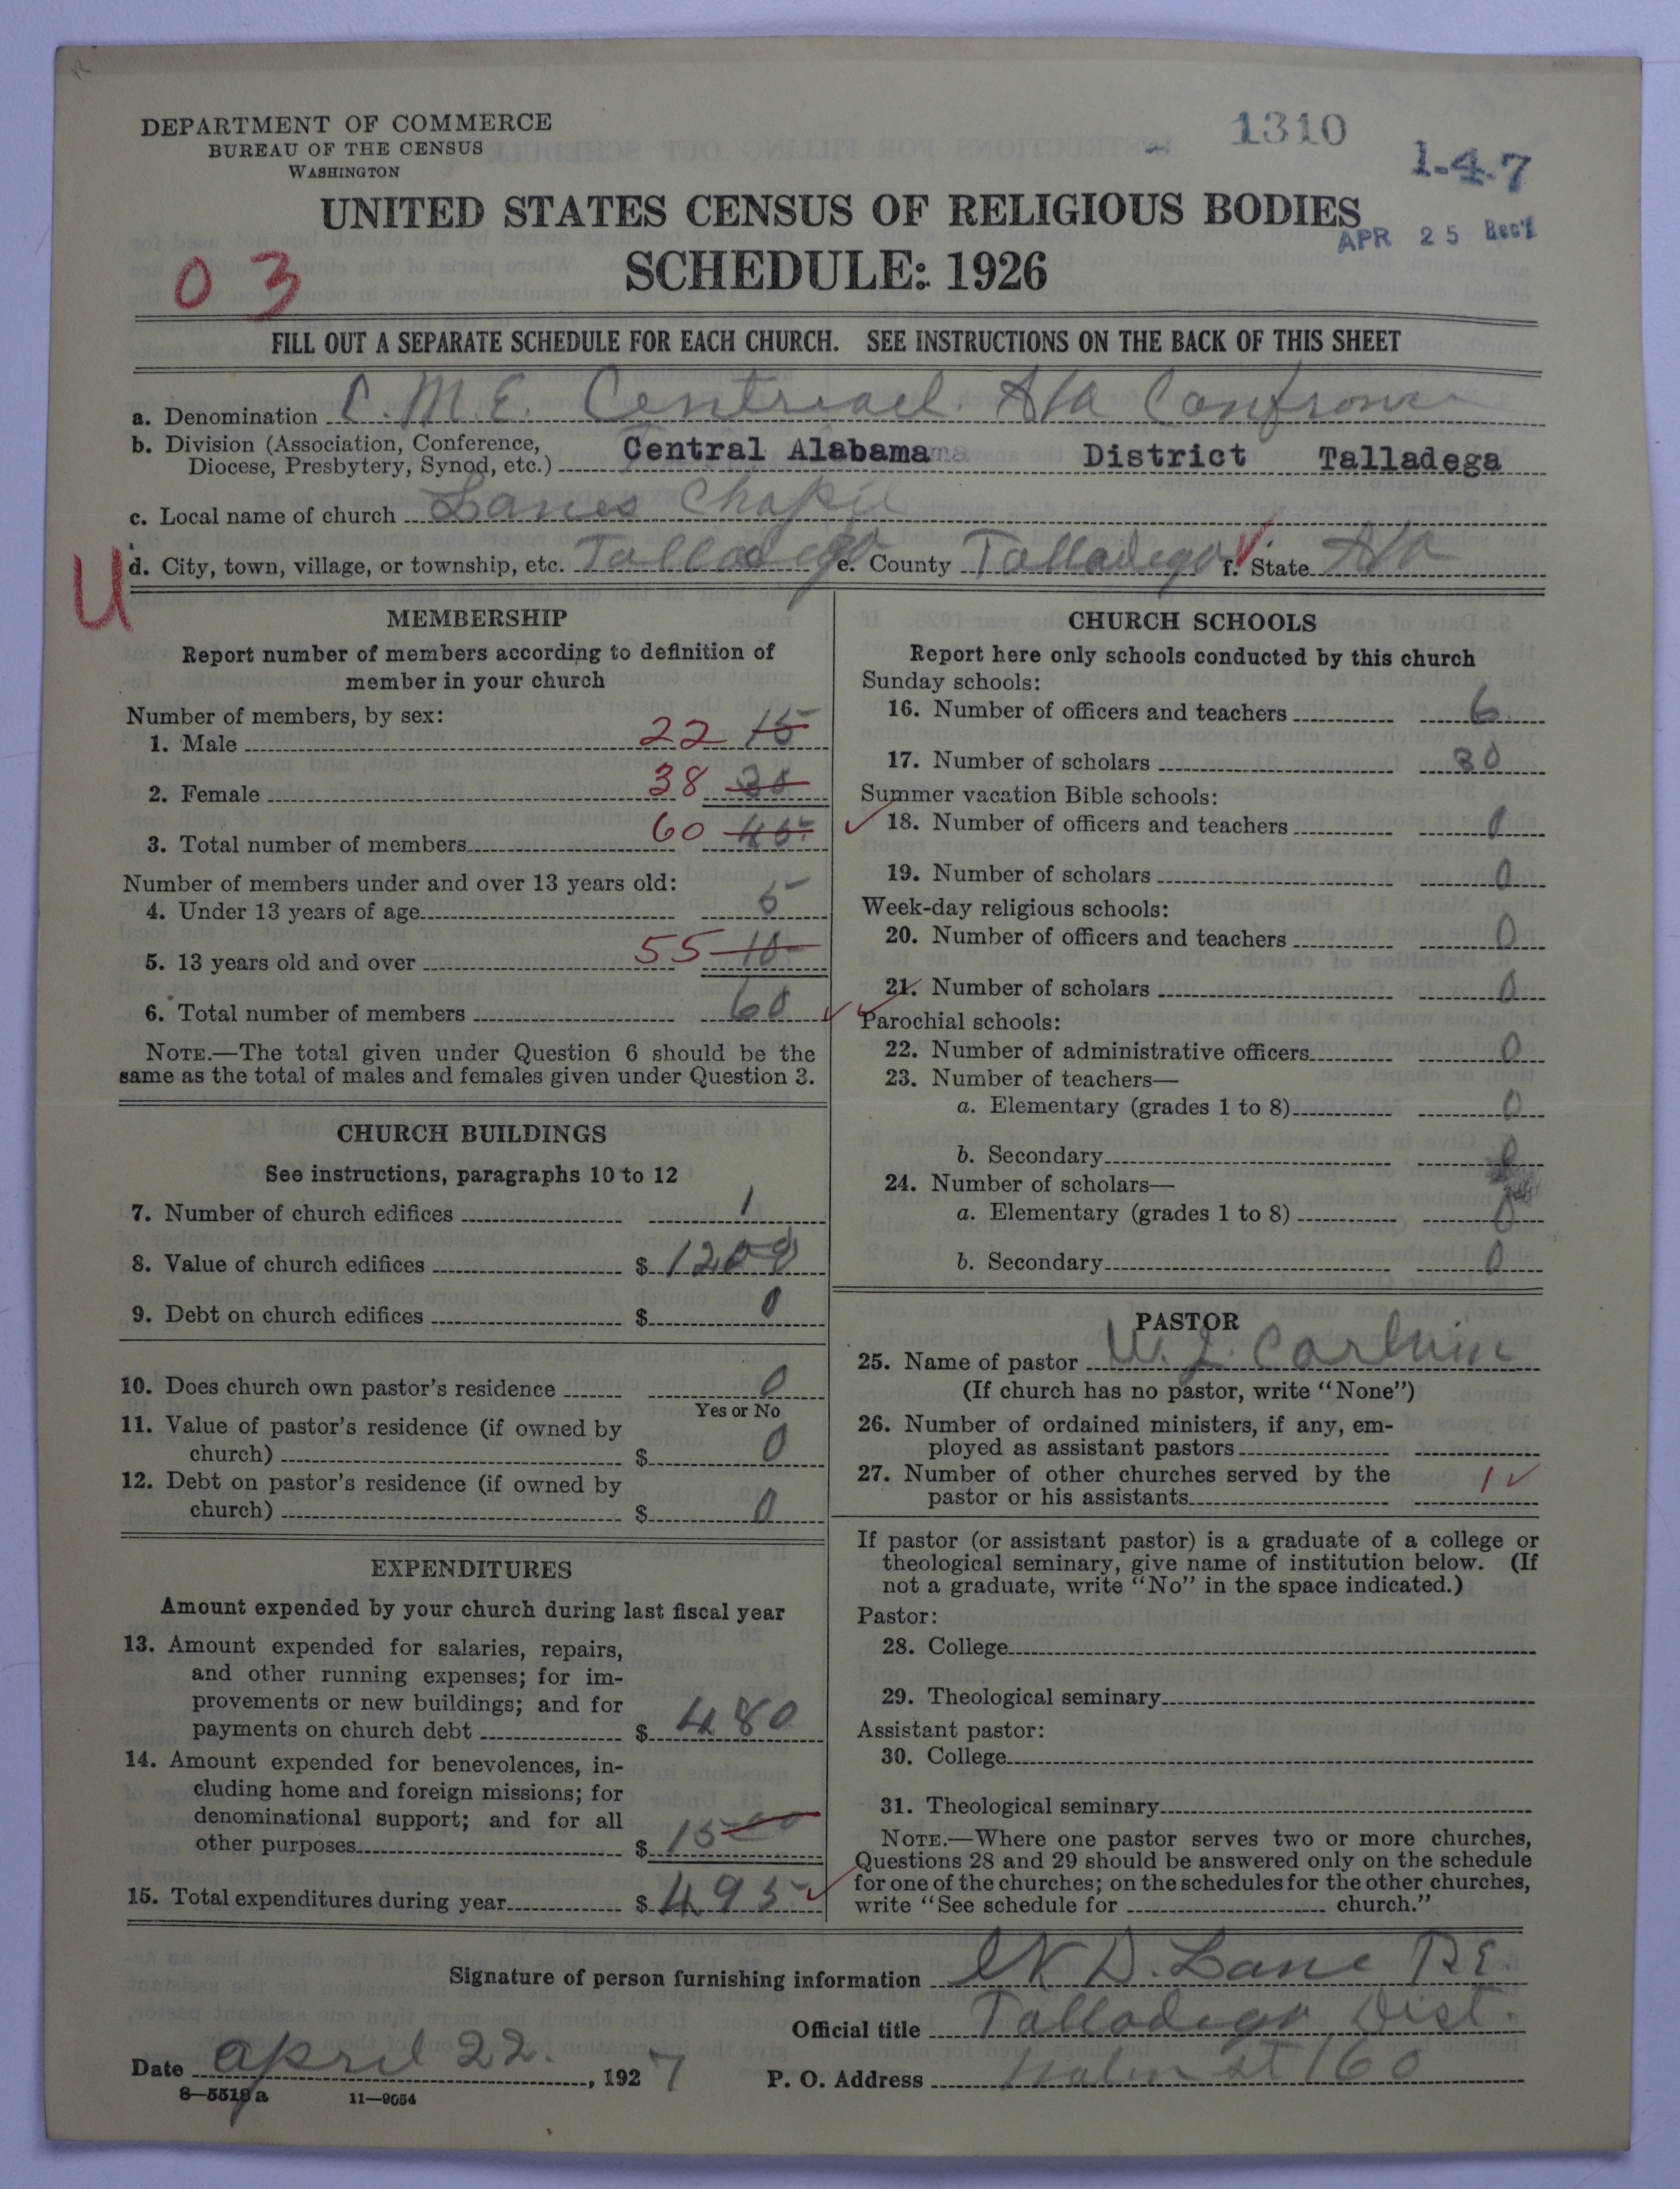 DEPARTMENT OF COMMERCE
BUREAU OF THE CENSUS
WASHINGTON
1310
1-4-7
UNITED STATES CENSUS OF RELIGIOUS BODIES
APR 25 Rec'd
03
SCHEDULE: 1926
FILL OUT A SEPARATE SCHEDULE FOR EACH CHURCH. SEE INSTRUCTIONS ON THE BACK OF THIS SHEET
a. Denomination C.M.E. Centreael. Ala Confronce
b. Division (Association, Conference, Diocese, Presbytery, Synod, etc.) Central Alabama District Talladega
c. Local name of church Lanes Chapil
U
d. City, town, village, or township, etc. Talladega e. County Talladega f. State Ala
MEMBERSHIP
Report number of members according to definition of
member in your church
Number of members, by sex:
1. Male 22 15
2. Female 38 30
3. Total number of members 60 45
Number of members under and over 13 years old:
4. Under 13 years of age 5
5. 13 years old and over 55 10
6. Total number of members 60
NOTE.—The total given under Question 6 should be the
same as the total of males and females given under Question 3.
CHURCH BUILDINGS
See instructions, paragraphs 10 to 12
7. Number of church edifices 1
8. Value of church edifices $ 1200
9. Debt on church edifices $ 0
10. Does church own pastor's residence 0
Yes or No
11. Value of pastor's residence (if owned by
church) $ 0
12. Debt on pastor's residence (if owned by
church) $ 0
EXPENDITURES
Amount expended by your church during last fiscal year
13. Amount expended for salaries, repairs,
and other running expenses; for im-
provements or new buildings; and for
payments on church debt $ 480
14. Amount expended for benevolences, in-
cluding home and foreign missions; for
denominational support; and for all
other purposes $ 15 00
15. Total expenditures during year $ 495
CHURCH SCHOOLS
Report here only schools conducted by this church
Sunday schools:
16. Number of officers and teachers 6
17. Number of scholars 30
Summer vacation Bible schools:
18. Number of officers and teachers 0
19. Number of scholars 0
Week-day religious schools:
20. Number of officers and teachers 0
21. Number of scholars 0
Parochial schools:
22. Number of administrative officers 0
23. Number of teachers—
a. Elementary (grades 1 to 8) 0
b. Secondary 0
24. Number of scholars—
a. Elementary (grades 1 to 8) 0
b. Secondary 0
PASTOR
25. Name of pastor W. L.
(If church has no pastor, write "None")
26. Number of ordained ministers, if any, em-
ployed as assistant pastors
27. Number of other churches served by the
pastor or his assistants 1
If pastor (or assistant pastor) is a graduate of a college or
theological seminary, give name of institution below. (If
not a graduate, write "No" in the space indicated.)
Pastor:
28. College
29. Theological seminary
Assistant pastor:
30. College
31. Theological seminary
NOTE.—Where one pastor serves two or more churches,
Questions 28 and 29 should be answered only on the schedule
for one of the churches; on the schedules for the other churches,
write "See schedule for church."
Signature of person furnishing information D. Lane P.E.
Official title Talladega Dist.
Date april 22. , 1927 P. O. Address st 160
8—5518a 11—9054